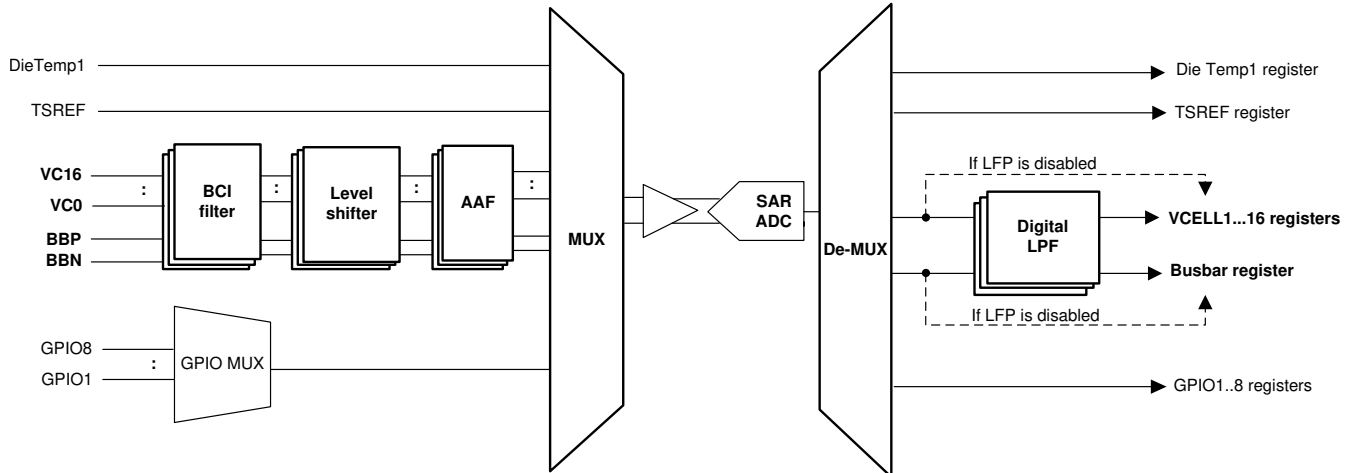 DieTemp1
TSREF
VC16
:
VC0
BBP
BBN
BCI
filter
:
Level
shifter
:
AAF
:
GPIO8
:
GPIO1
GPIO MUX
MUX
SAR
ADC
De-MUX
Die Temp1 register
TSREF register
If LFP is disabled
Digital
LPF
VCELL1...16 registers
Busbar register
If LFP is disabled
GPIO1..8 registers